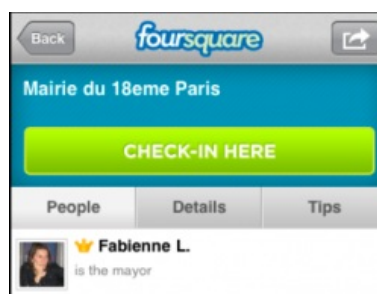 Back
foursquare
Mairie du 18eme Paris
CHECK-IN HERE
People Details Tips
Fabienne L.
is the mayor